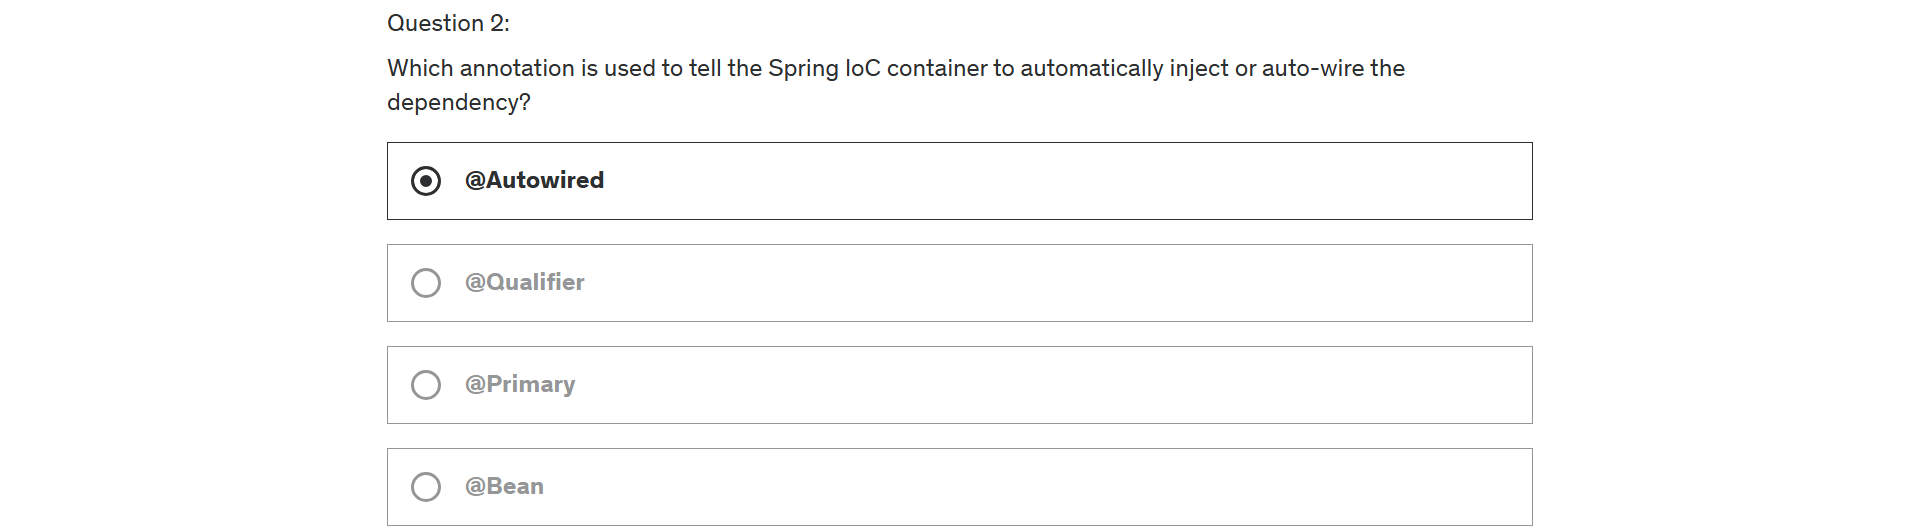 Question 2:
Which annotation is used to tell the Spring IoC container to automatically inject or auto-wire the
dependency?
@Autowired
@Qualifier
@Primary
@Bean